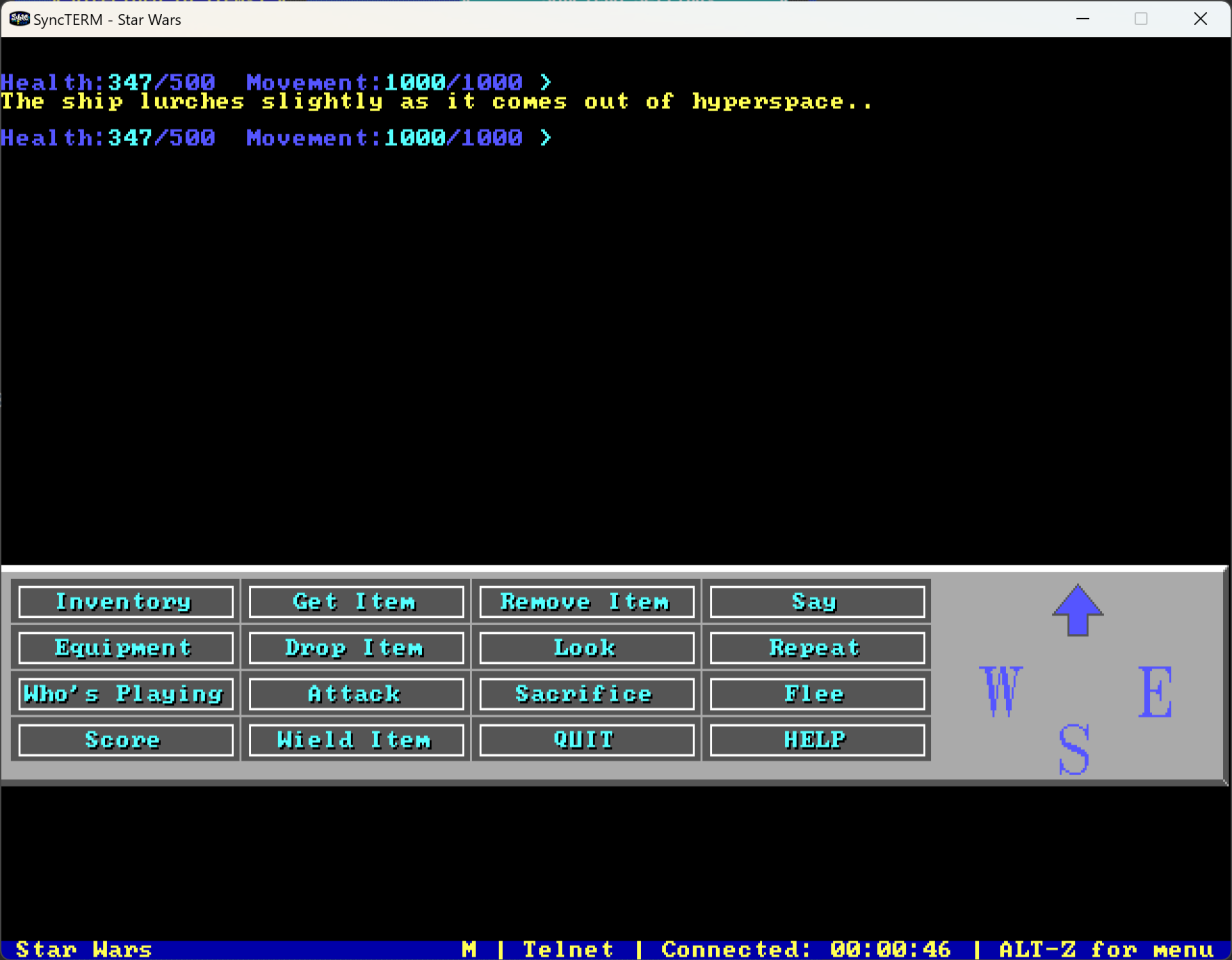 SyncTERM - Star Wars
Health:347/500  Movement:1000/1000 >
The ship lurches slightly as it comes out of hyperspace..
Health:347/500  Movement:1000/1000 >
Inventory Get Item Remove Item Say
Equipment Drop Item Look Repeat
Who's Playing Attack Sacrifice Flee
Score Wield Item QUIT HELP
W E
S
Star Wars M | Telnet | Connected: 00:00:46 | ALT-Z for menu